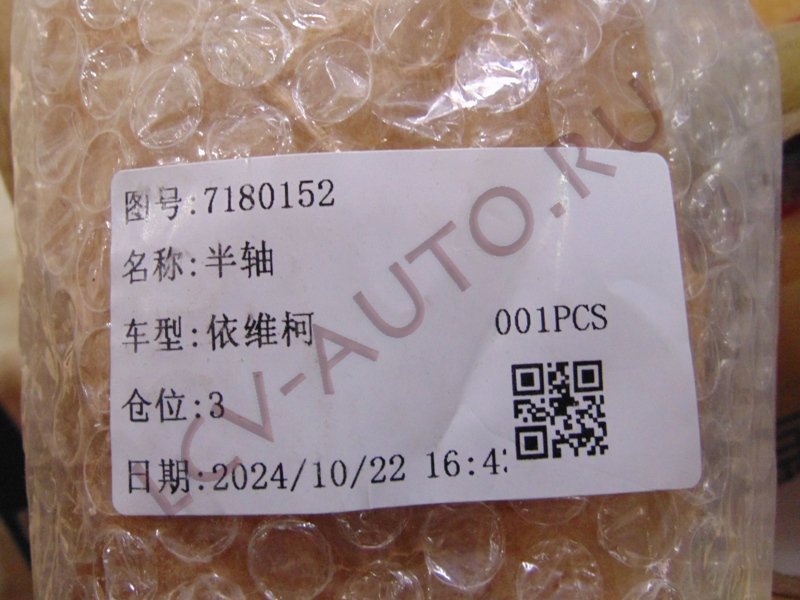 图号:7180152
名称:半轴
车型:依维柯
001PCS
仓位:3
日期:2024/10/22 16:4
LCV-AUTO.RU